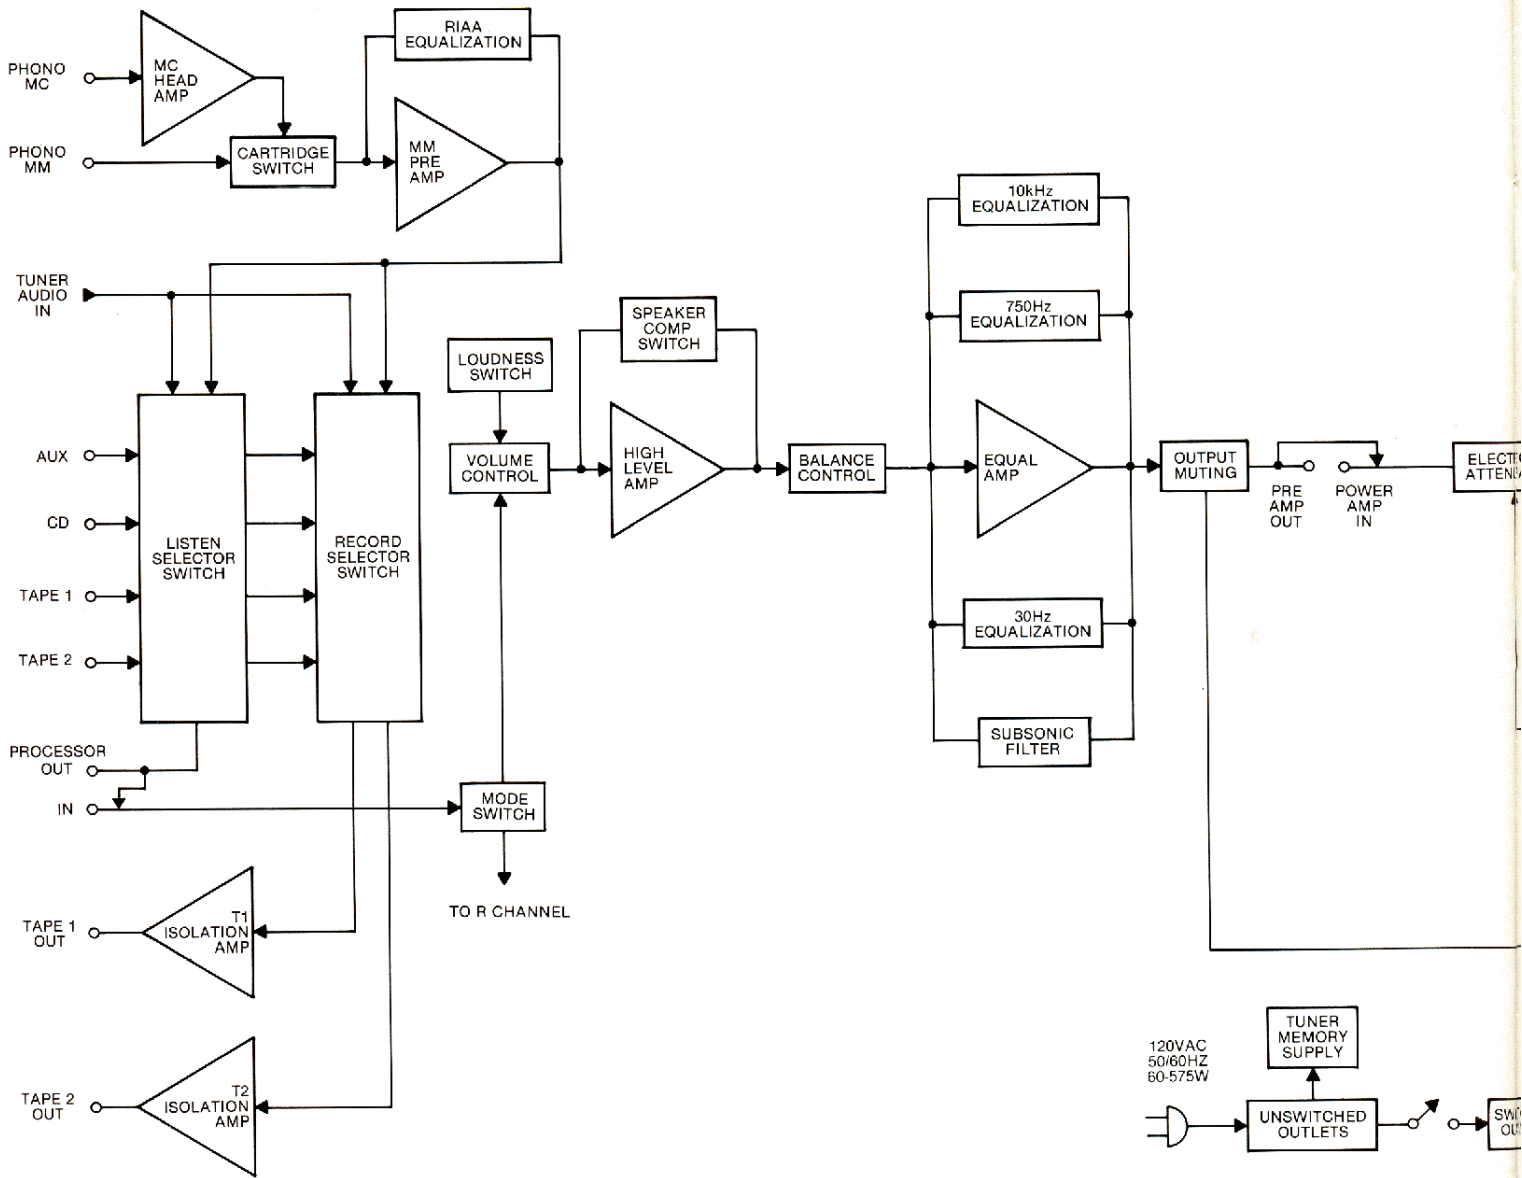 PHONO
MC
MC
HEAD
AMP
RIAA
EQUALIZATION
PHONO
MM
CARTRIDGE
SWITCH
MM
PRE
AMP
10kHz
EQUALIZATION
TUNER
AUDIO
IN
SPEAKER
COMP
SWITCH
750Hz
EQUALIZATION
LOUDNESS
SWITCH
AUX
VOLUME
CONTROL
HIGH
LEVEL
AMP
BALANCE
CONTROL
EQUAL
AMP
OUTPUT
MUTING
PRE
AMP
OUT
POWER
AMP
IN
CD
LISTEN
SELECTOR
SWITCH
RECORD
SELECTOR
SWITCH
TAPE 1
30Hz
EQUALIZATION
TAPE 2
SUBSONIC
FILTER
PROCESSOR
OUT
IN
MODE
SWITCH
TO R CHANNEL
TAPE 1
OUT
T1
ISOLATION
AMP
TUNER
MEMORY
SUPPLY
120VAC
50/60HZ
60-575W
TAPE 2
OUT
T2
ISOLATION
AMP
UNSWITCHED
OUTLETS